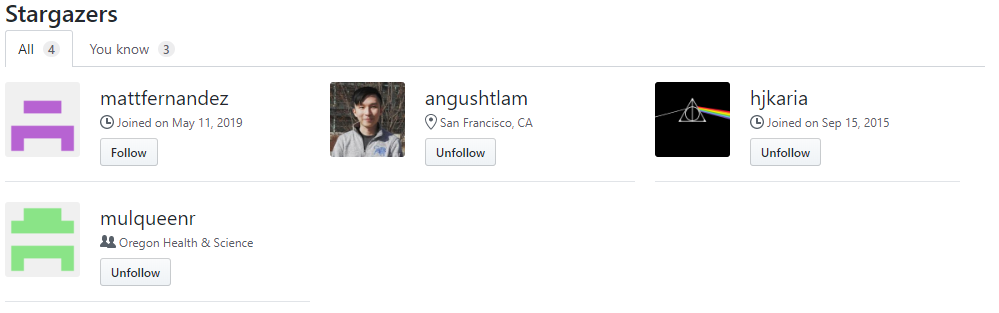 Stargazers
All 4
You know 3
mattfernandez
Joined on May 11, 2019
Follow
angushtlam
San Francisco, CA
Unfollow
hjkaria
Joined on Sep 15, 2015
Unfollow
mulqueenr
Oregon Health & Science
Unfollow